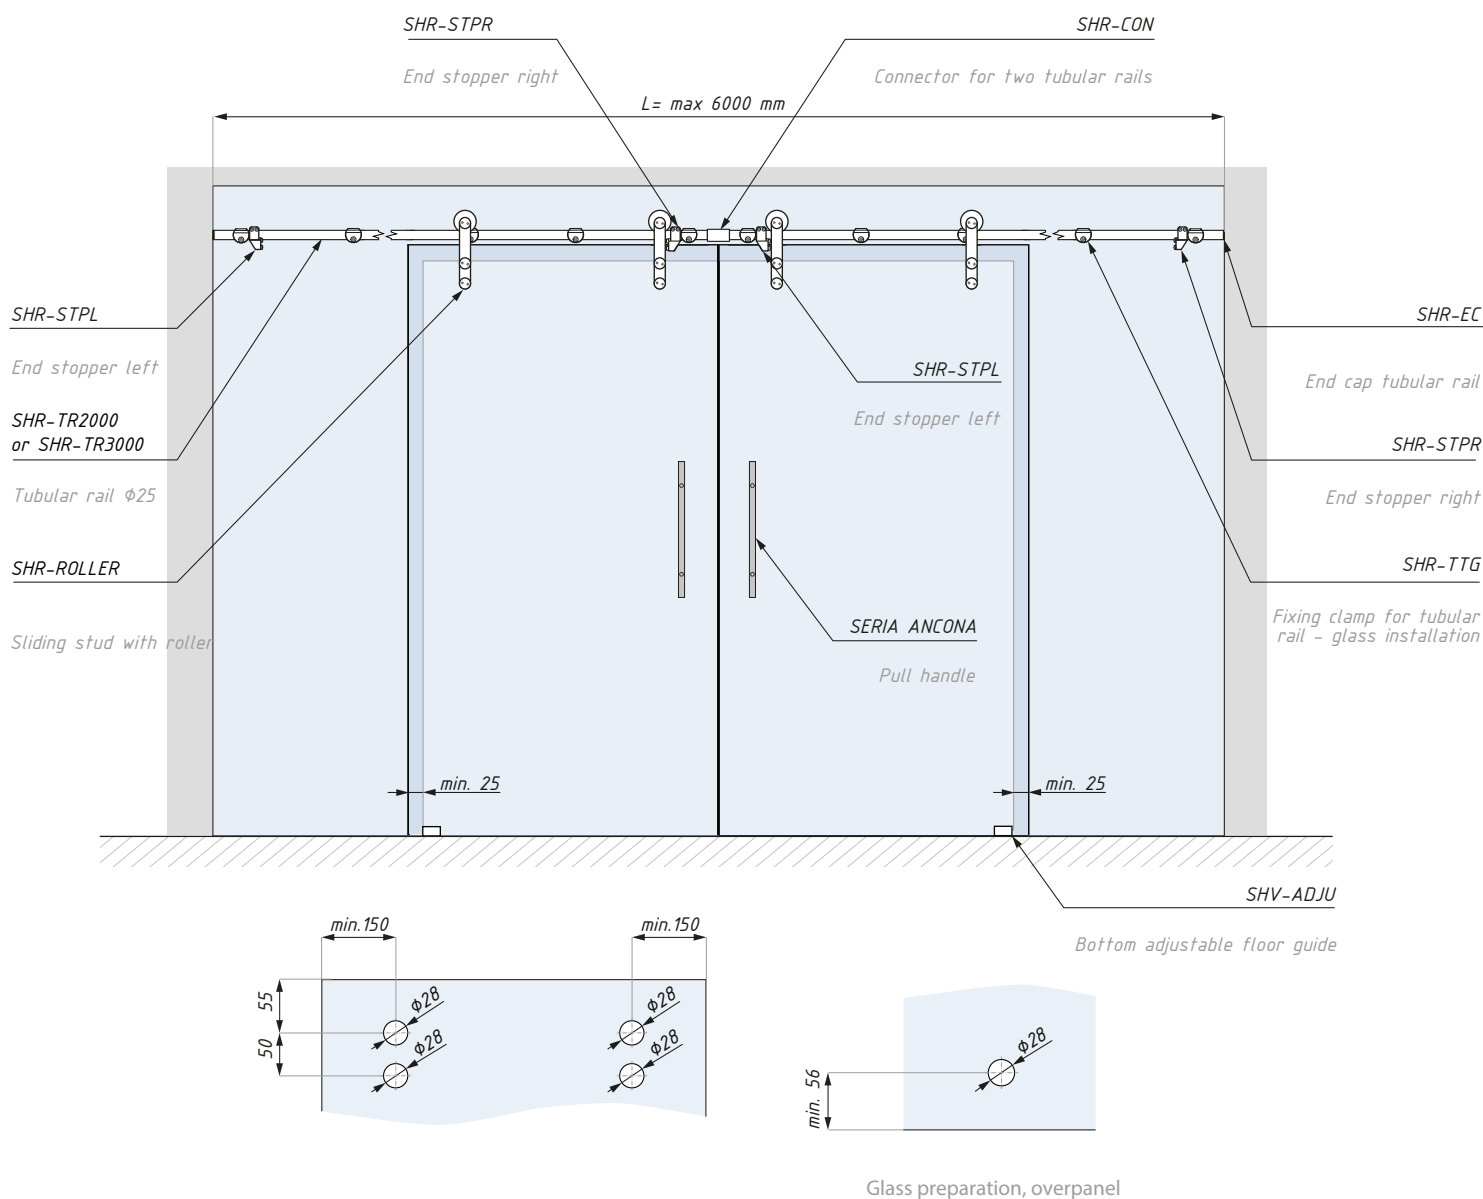 SHR-STPR
End stopper right
SHR-CON
Connector for two tubular rails
L= max 6000 mm
SHR-STPL
End stopper left
SHR-TR2000
or SHR-TR3000
Tubular rail Φ25
SHR-ROLLER
Sliding stud with roller
SHR-STPL
End stopper left
SERIA ANCONA
Pull handle
SHR-EC
End cap tubular rail
SHR-STPR
End stopper right
SHR-TTG
Fixing clamp for tubular
rail - glass installation
min. 25
min. 25
SHV-ADJU
Bottom adjustable floor guide
min.150
min.150
55
50
Φ28
Φ28
Φ28
Φ28
min. 56
Φ28
Glass preparation, overpanel